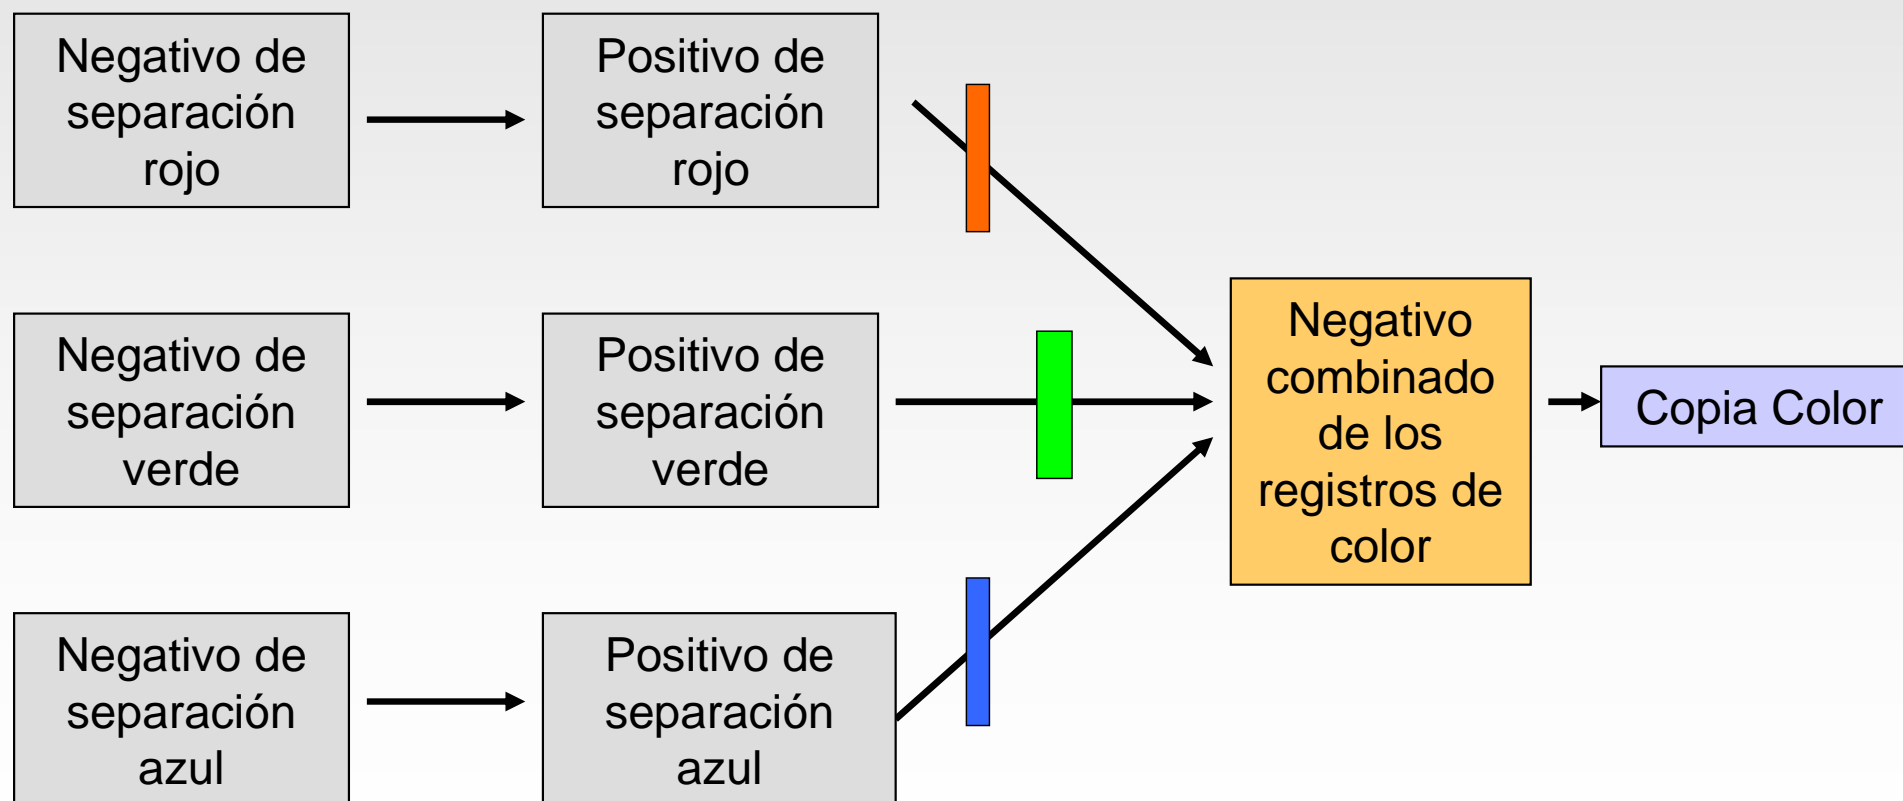 Negativo de
separación
rojo
Positivo de
separación
rojo
Negativo de
separación
verde
Positivo de
separación
verde
Negativo
combinado
de los
registros de
color
Copia Color
Negativo de
separación
azul
Positivo de
separación
azul